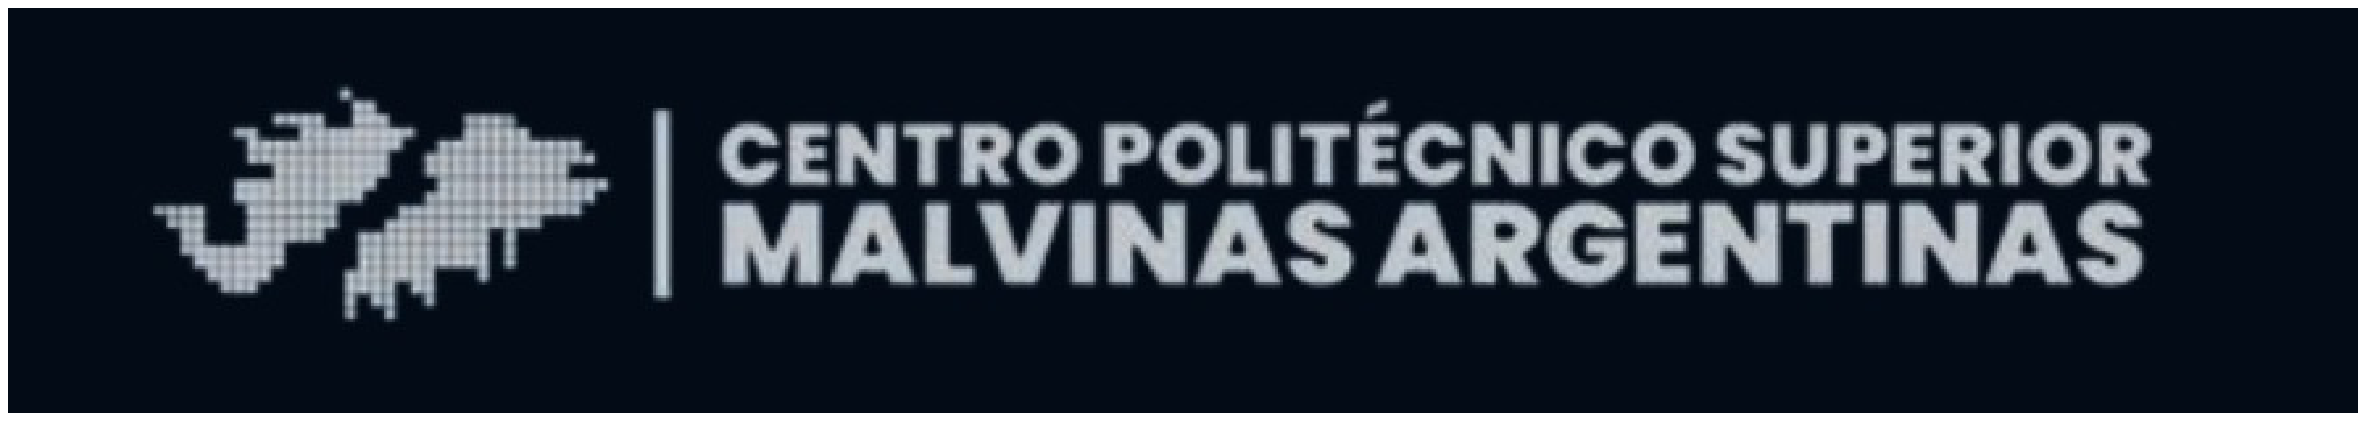 CENTRO POLITÉCNICO SUPERIOR
MALVINAS ARGENTINAS